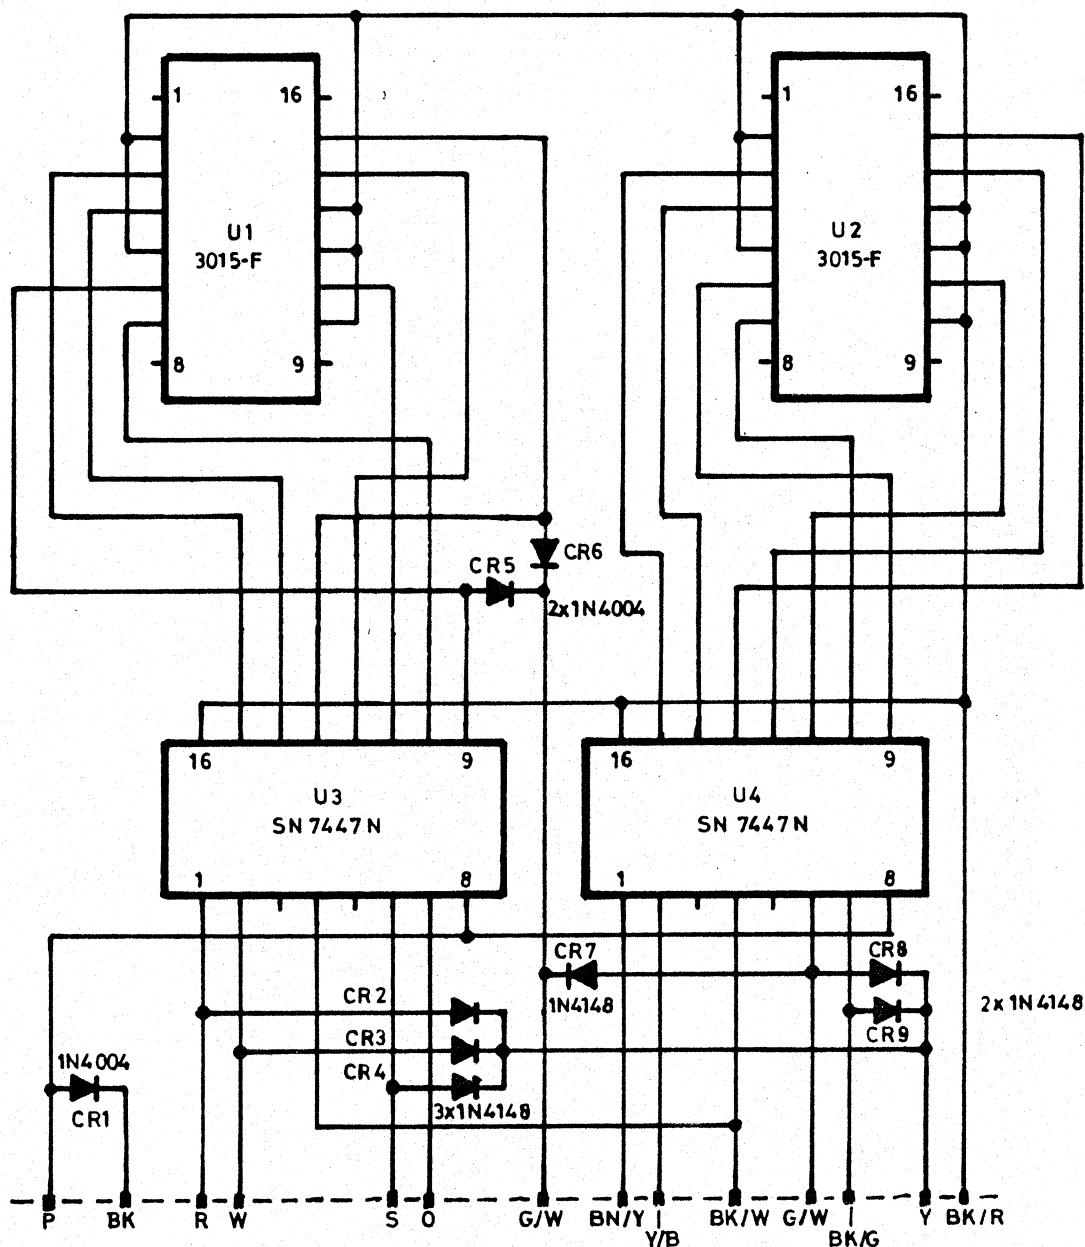 1 16
1 16
U1
3015-F
U2
3015-F
8 9
8 9
CR6
CR5
2x1N4004
16 9
16 9
U3
SN 7447N
U4
SN 7447N
1 8
1 8
CR7
CR8
1N4148
CR2
2x 1N4148
CR9
CR3
1N4004
CR4
3x1N4148
CR1
P BK R W S O G/W BN/Y Y/B BK/W G/W BK/G Y BK/R